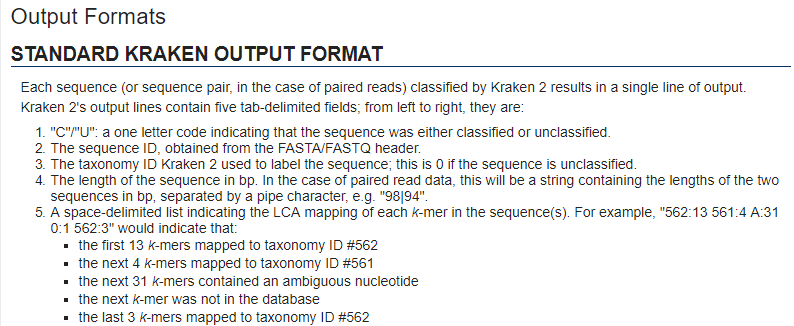 Output Formats
STANDARD KRAKEN OUTPUT FORMAT
Each sequence (or sequence pair, in the case of paired reads) classified by Kraken 2 results in a single line of output.
Kraken 2's output lines contain five tab-delimited fields; from left to right, they are:
1. "C"/"U": a one letter code indicating that the sequence was either classified or unclassified.
2. The sequence ID, obtained from the FASTA/FASTQ header.
3. The taxonomy ID Kraken 2 used to label the sequence; this is 0 if the sequence is unclassified.
4. The length of the sequence in bp. In the case of paired read data, this will be a string containing the lengths of the two
sequences in bp, separated by a pipe character, e.g. "98|94".
5. A space-delimited list indicating the LCA mapping of each k-mer in the sequence(s). For example, "562:13 561:4 A:31
0:1 562:3" would indicate that:
▪ the first 13 k-mers mapped to taxonomy ID #562
▪ the next 4 k-mers mapped to taxonomy ID #561
▪ the next 31 k-mers contained an ambiguous nucleotide
▪ the next k-mer was not in the database
▪ the last 3 k-mers mapped to taxonomy ID #562